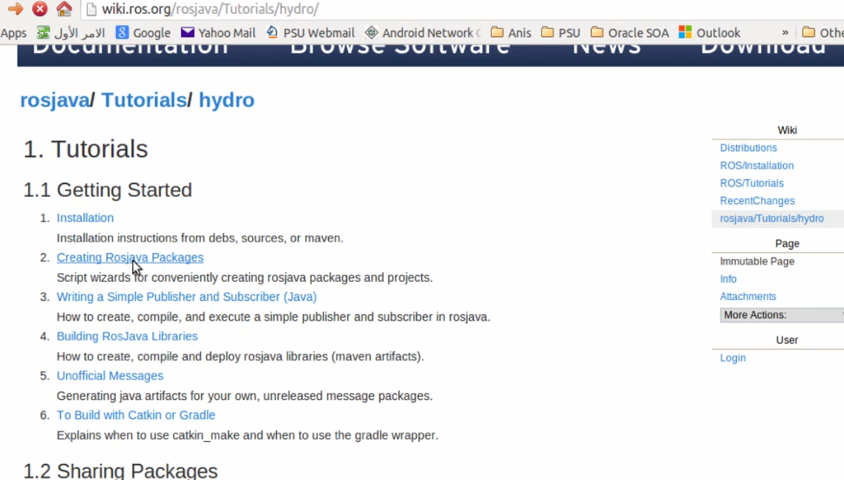 wiki.ros.org/rosjava/Tutorials/hydro/
Apps الامر الأول Google Yahoo Mail PSU Webmail Android Network Anis PSU Oracle SOA Outlook » Othe
Documentation Browse Software News Download
rosjava/ Tutorials/ hydro
1. Tutorials
1.1 Getting Started
1. Installation
Installation instructions from debs, sources, or maven.
2. Creating Rosjava Packages
Script wizards for conveniently creating rosjava packages and projects.
3. Writing a Simple Publisher and Subscriber (Java)
How to create, compile, and execute a simple publisher and subscriber in rosjava.
4. Building RosJava Libraries
How to create, compile and deploy rosjava libraries (maven artifacts).
5. Unofficial Messages
Generating java artifacts for your own, unreleased message packages.
6. To Build with Catkin or Gradle
Explains when to use catkin_make and when to use the gradle wrapper.
1.2 Sharing Packages
Wiki
Distributions
ROS/Installation
ROS/Tutorials
RecentChanges
rosjava/Tutorials/hydro
Page
Immutable Page
Info
Attachments
More Actions:
User
Login